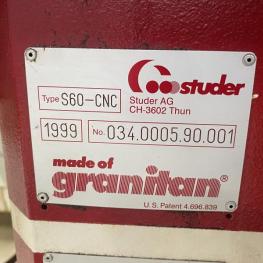 studer
Type S60-CNC Studer AG
CH-3602 Thun
1999 No. 034.0005.90.001
made of
granitan®
U.S. Patent 4.696.839